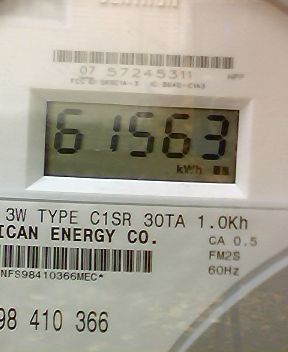 07 57245311
61563
kWh
3W TYPE C1SR 30TA 1.0Kh
ICAN ENERGY CO.
CA 0.5
FM2S
60Hz
NFS98410366MEC*
98 410 366